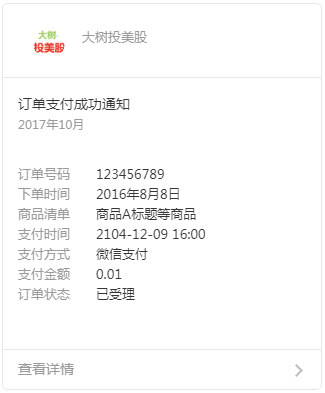 大树
投美股
大树投美股
订单支付成功通知
2017年10月
订单号码 123456789
下单时间 2016年8月8日
商品清单 商品A标题等商品
支付时间 2104-12-09 16:00
支付方式 微信支付
支付金额 0.01
订单状态 已受理
查看详情